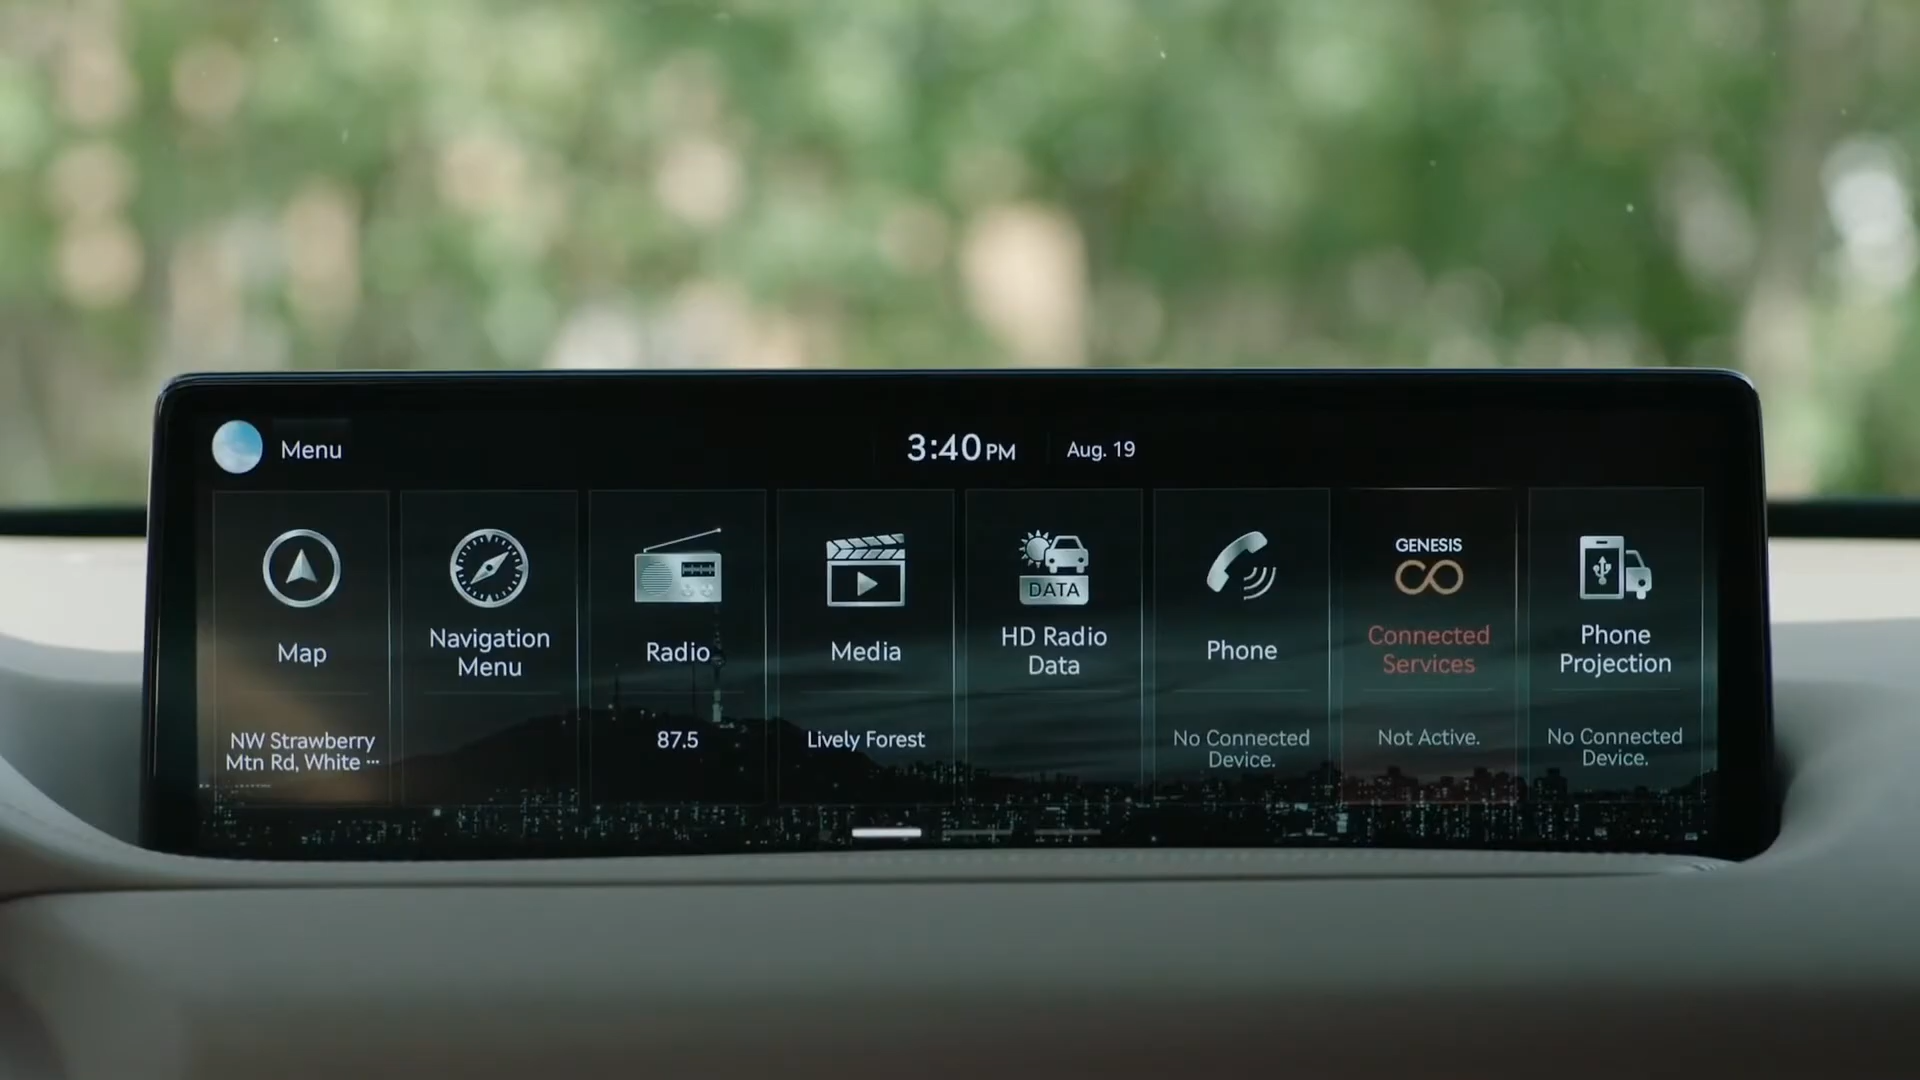 Menu
3:40 PM
Aug. 19
Map
NW Strawberry
Mtn Rd, White ···
Navigation
Menu
Radio
87.5
Media
Lively Forest
DATA
HD Radio
Data
Phone
No Connected
Device.
GENESIS
Connected
Services
Not Active.
Phone
Projection
No Connected
Device.